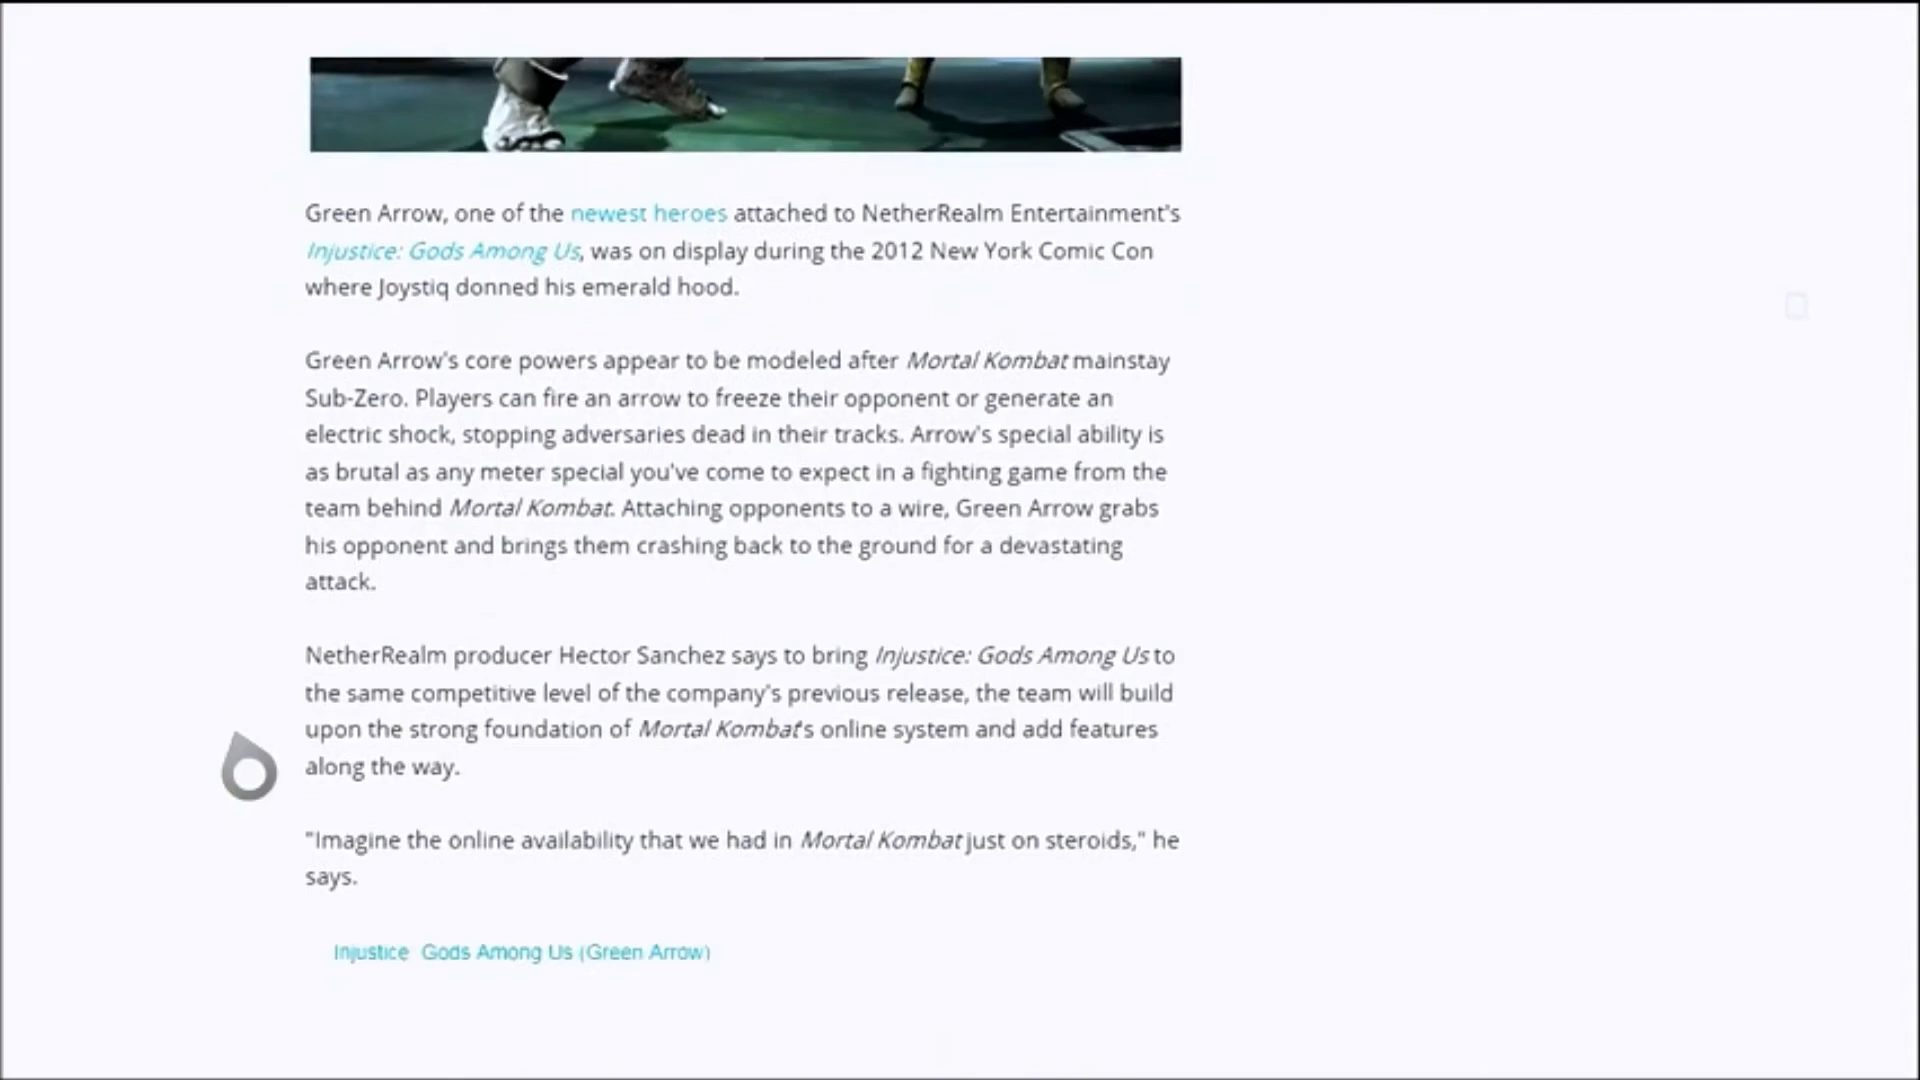 Green Arrow, one of the newest heroes attached to NetherRealm Entertainment's
Injustice: Gods Among Us, was on display during the 2012 New York Comic Con
where Joystiq donned his emerald hood.
Green Arrow's core powers appear to be modeled after Mortal Kombat mainstay
Sub-Zero. Players can fire an arrow to freeze their opponent or generate an
electric shock, stopping adversaries dead in their tracks. Arrow's special ability is
as brutal as any meter special you've come to expect in a fighting game from the
team behind Mortal Kombat. Attaching opponents to a wire, Green Arrow grabs
his opponent and brings them crashing back to the ground for a devastating
attack.
NetherRealm producer Hector Sanchez says to bring Injustice: Gods Among Us to
the same competitive level of the company's previous release, the team will build
upon the strong foundation of Mortal Kombat's online system and add features
along the way.
"Imagine the online availability that we had in Mortal Kombat just on steroids," he
says.
Injustice Gods Among Us (Green Arrow)